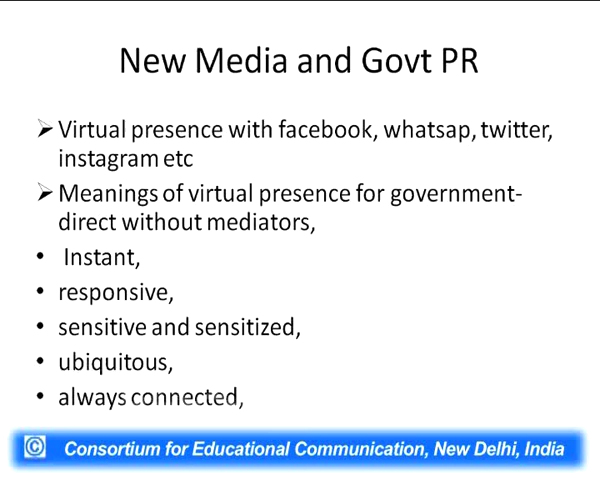 New Media and Govt PR
➢ Virtual presence with facebook, whatsap, twitter,
instagram etc
➢ Meanings of virtual presence for government-
direct without mediators,
• Instant,
• responsive,
• sensitive and sensitized,
• ubiquitous,
• always connected,
© Consortium for Educational Communication, New Delhi, India